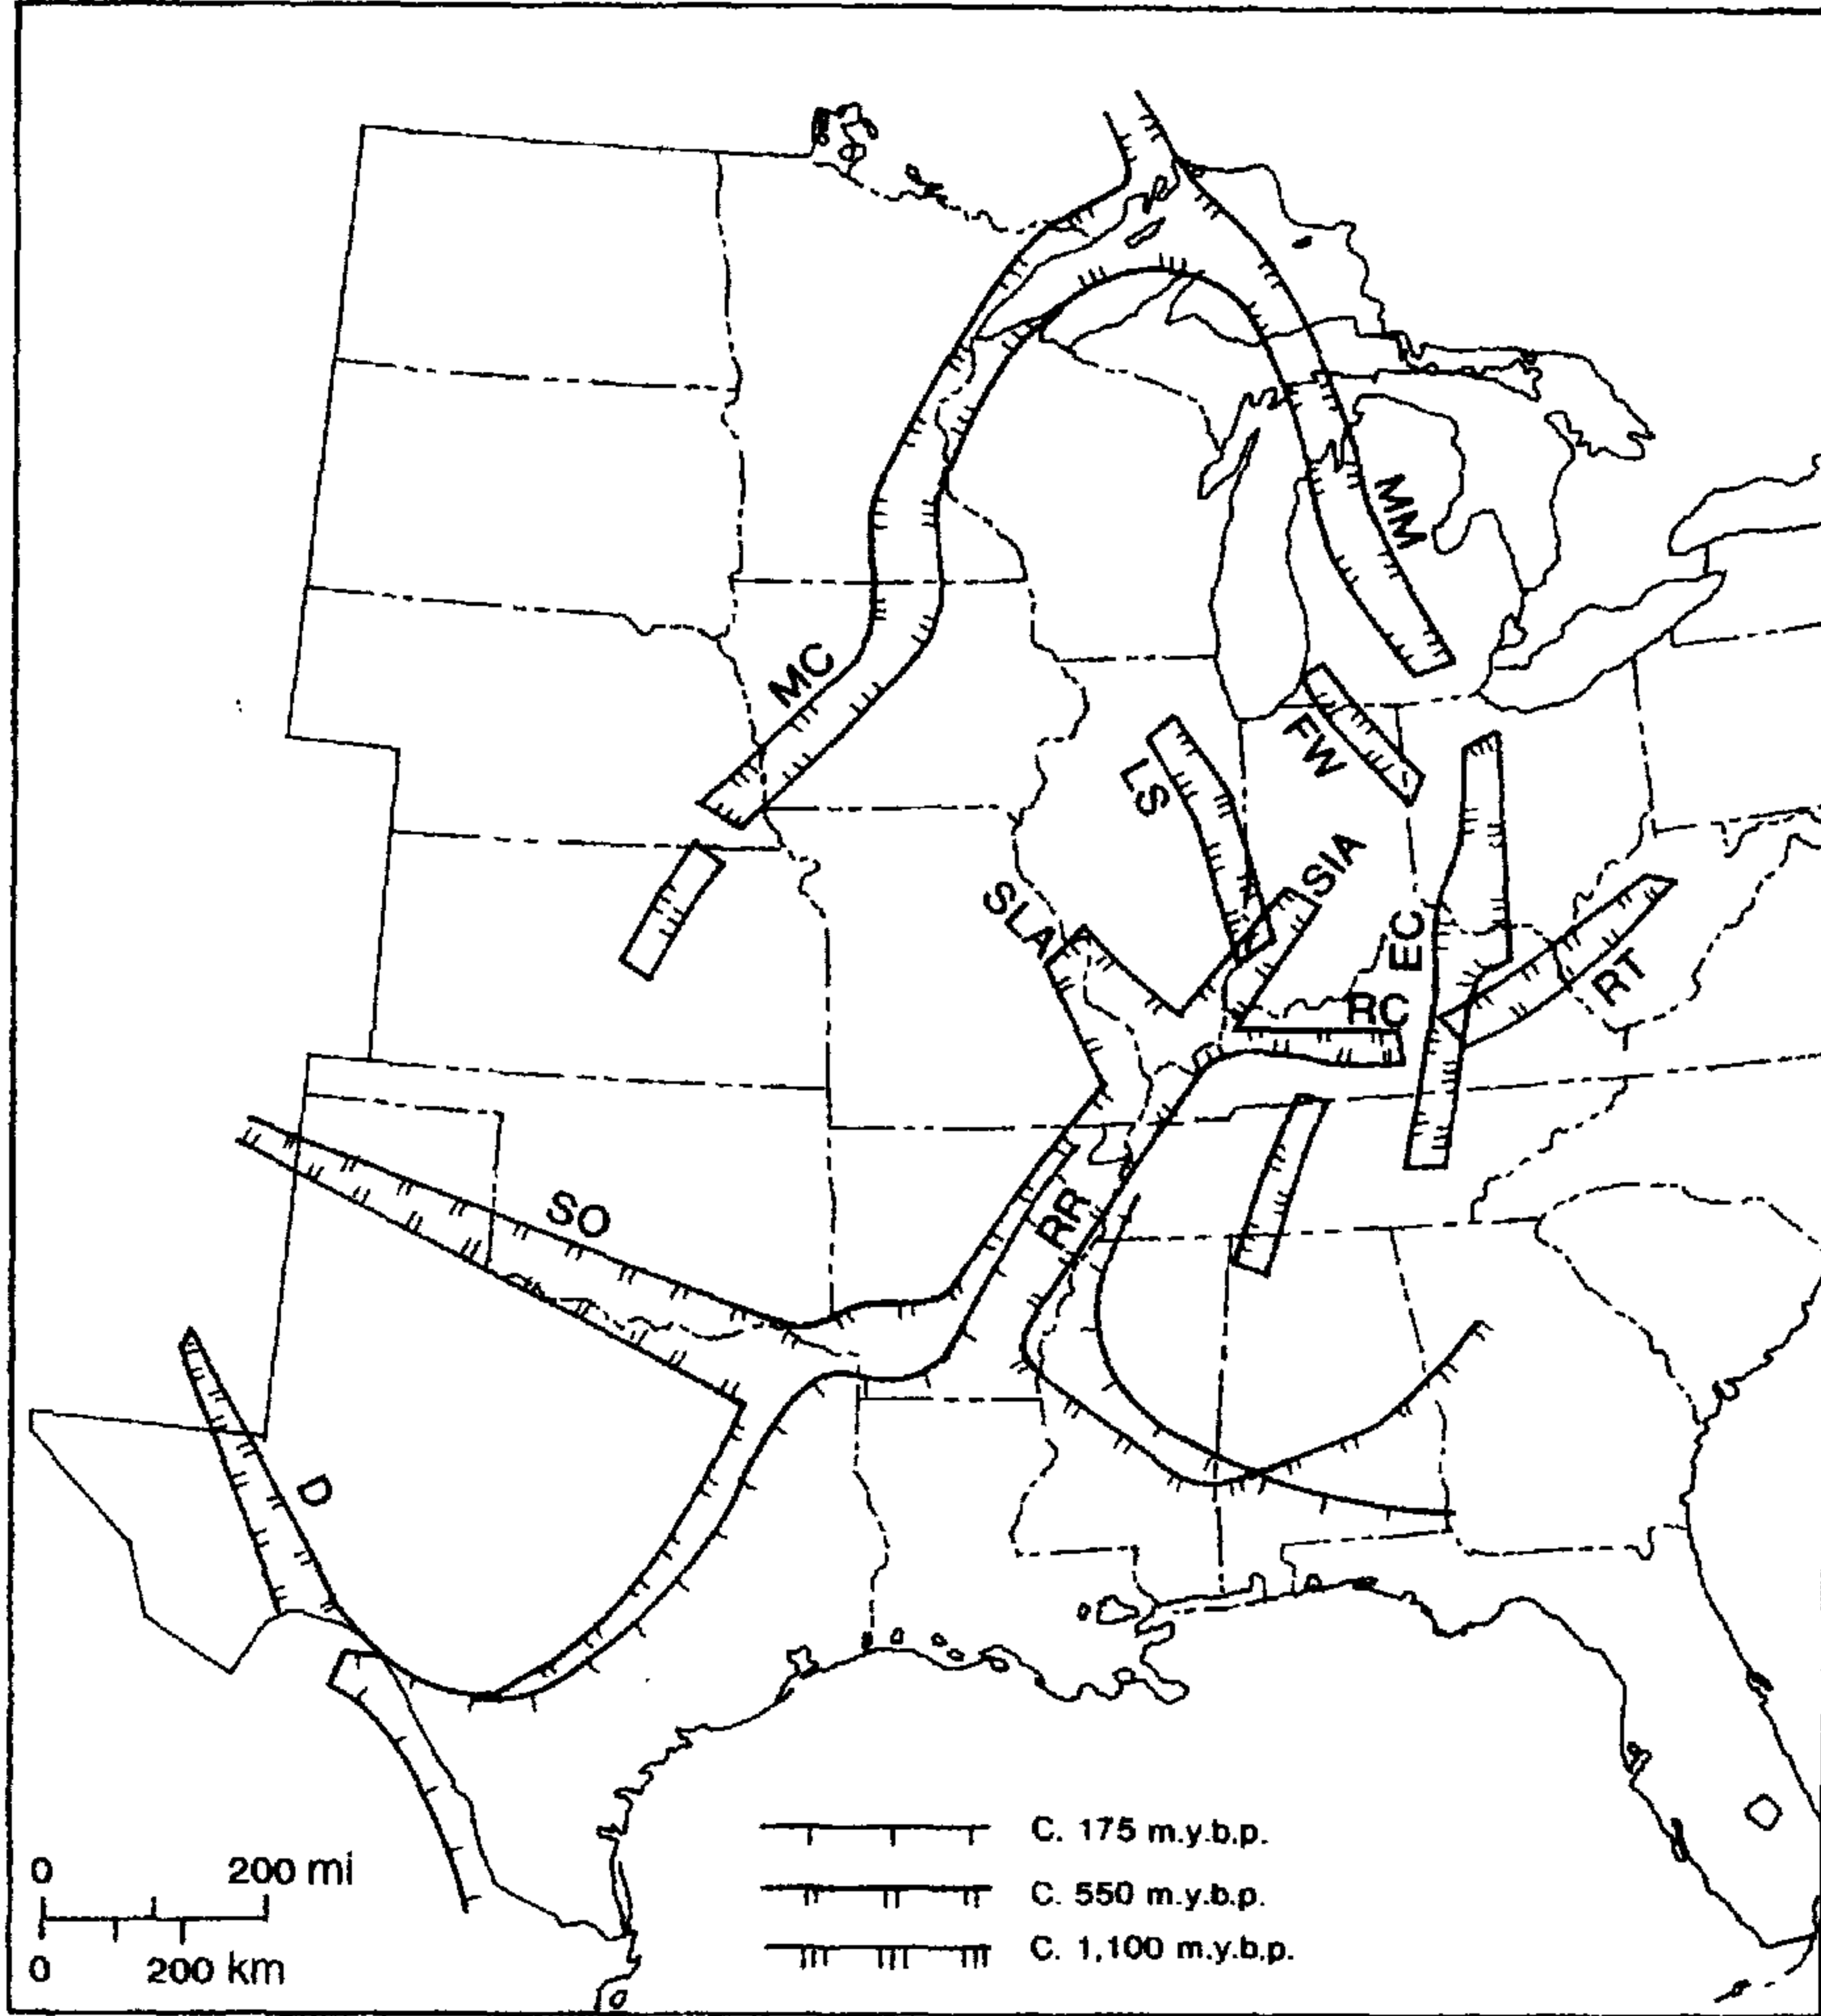 MM
MC
FW
LS
SIA
SLA
EC
RT
RC
SO
RR
D
C. 175 m.y.b.p.
0 200 mi
C. 550 m.y.b.p.
C. 1,100 m.y.b.p.
0 200 km